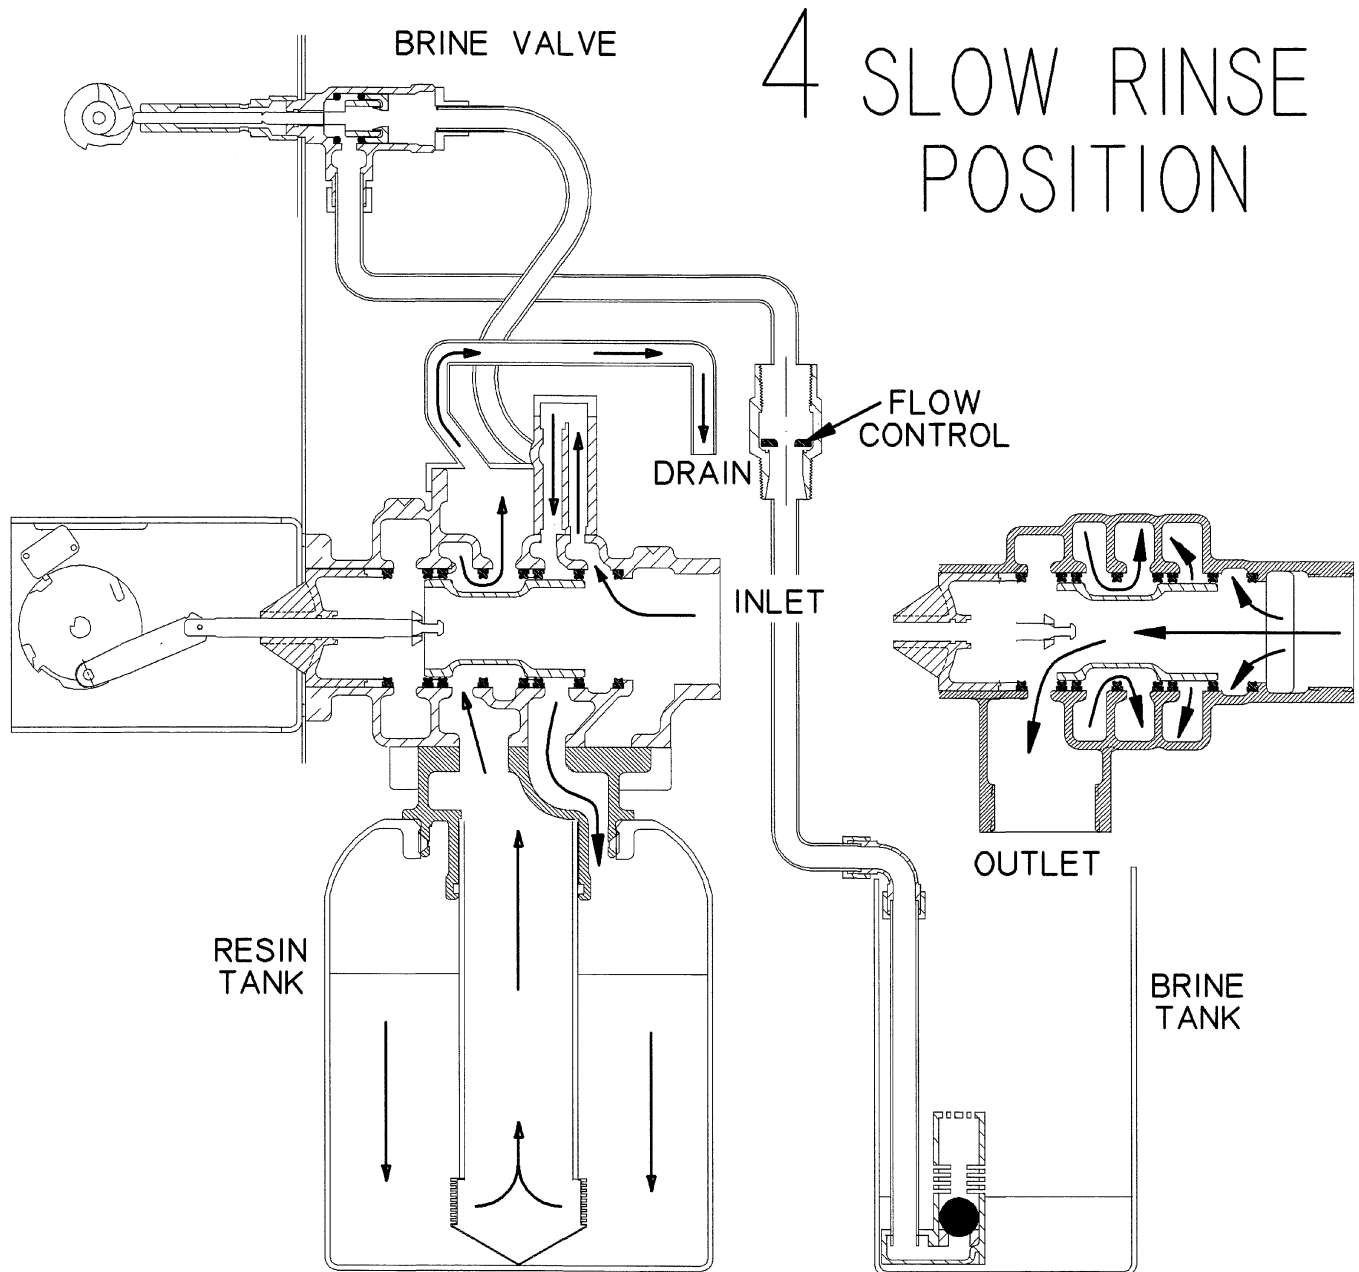 BRINE VALVE
4 SLOW RINSE
POSITION
FLOW
CONTROL
DRAIN
INLET
OUTLET
RESIN
TANK
BRINE
TANK